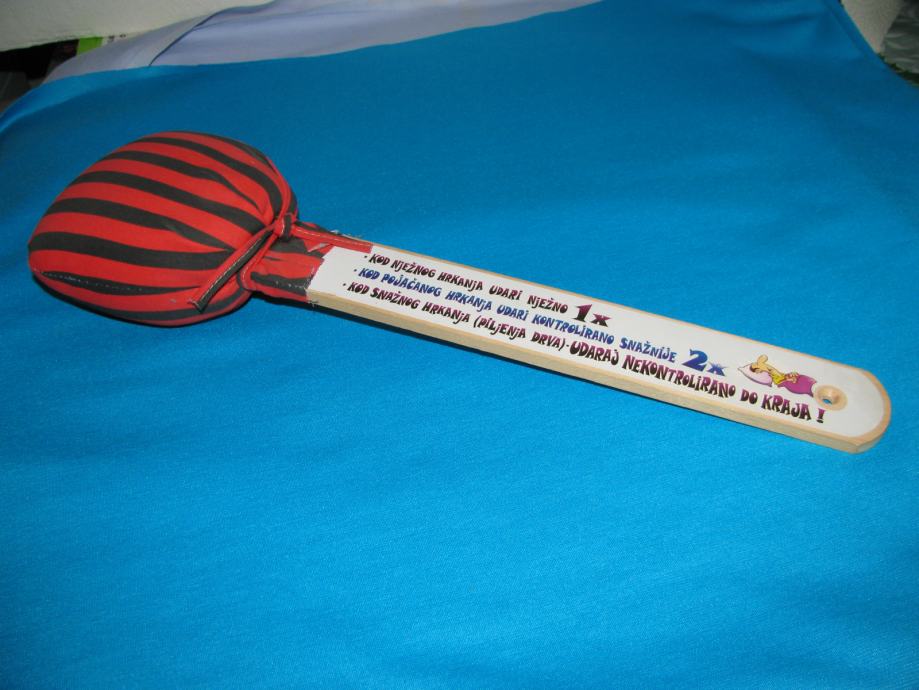 - KOD NJEŽNOG HRKANJA UDARI NJEŽNO 1x
- KOD POJAČANOG HRKANJA UDARI KONTROLIRANO SNAŽNIJE 2x
- KOD SNAŽNOG HRKANJA (PILJENJA DRVA)-UDARAJ NEKONTROLIRANO DO KRAJA !